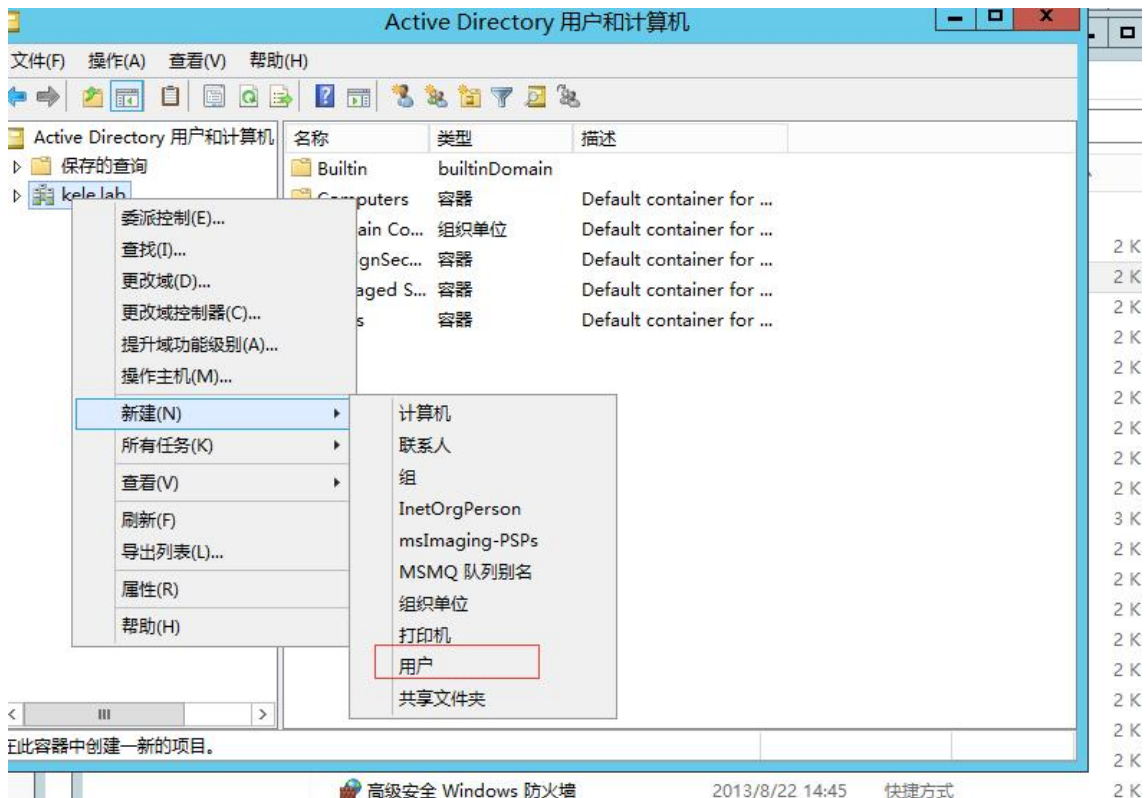 Active Directory 用户和计算机
文件(F) 操作(A) 查看(V) 帮助(H)
Active Directory 用户和计算机
保存的查询
kele.lab
名称 类型 描述
Builtin builtinDomain
Computers 容器 Default container for ...
ain Co... 组织单位 Default container for ...
ignSec... 容器 Default container for ...
aged S... 容器 Default container for ...
s 容器 Default container for ...
委派控制(E)...
查找(I)...
更改域(D)...
更改域控制器(C)...
提升域功能级别(A)...
操作主机(M)...
新建(N)
所有任务(K)
查看(V)
刷新(F)
导出列表(L)...
属性(R)
帮助(H)
计算机
联系人
组
InetOrgPerson
msImaging-PSPs
MSMQ 队列别名
组织单位
打印机
用户
共享文件夹
在此容器中创建一新的项目。
高级安全 Windows 防火墙 2013/8/22 14:45 快捷方式 2 K
2 K
2 K
2 K
2 K
2 K
2 K
2 K
2 K
2 K
3 K
2 K
2 K
2 K
2 K
2 K
2 K
2 K
2 K